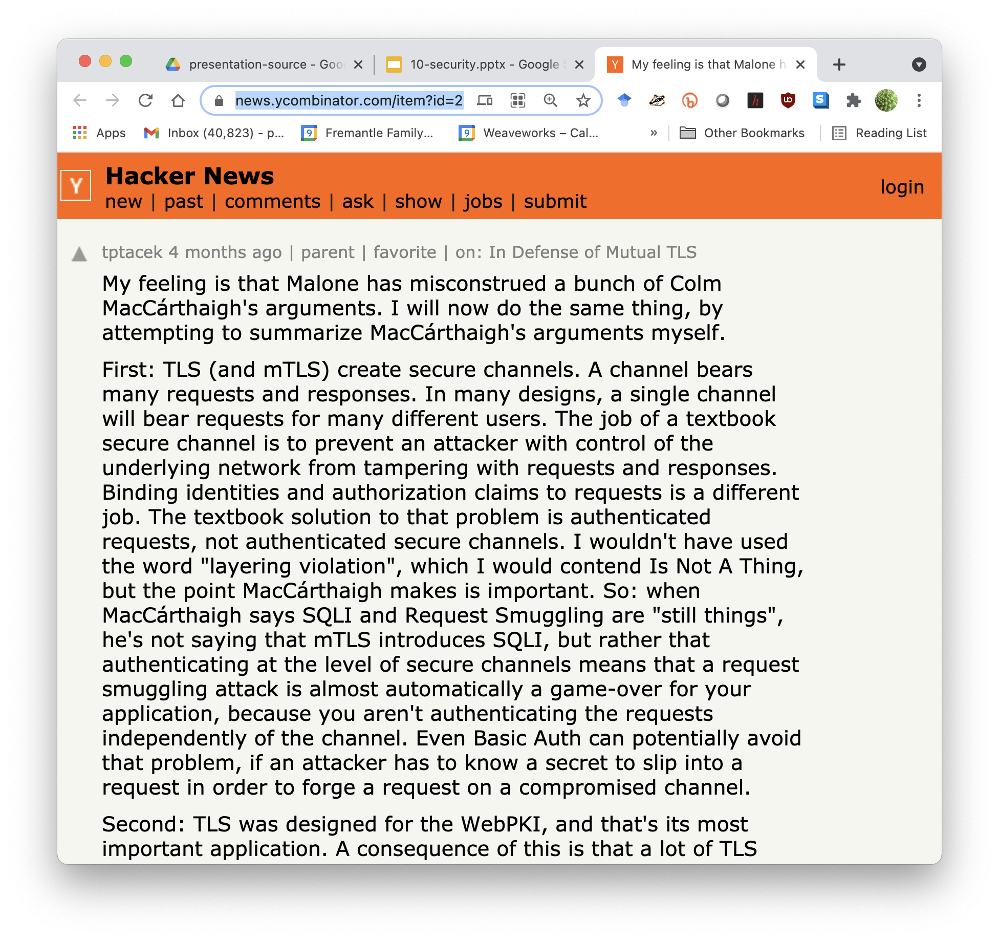 presentation-source - Goo
10-security.pptx - Google S
My feeling is that Malone h
news.ycombinator.com/item?id=2
Apps
Inbox (40,823) - p...
9
Fremantle Family...
9
Weaveworks – Cal...
»
Other Bookmarks
Reading List
Y
Hacker News
new | past | comments | ask | show | jobs | submit
login
tptacek 4 months ago | parent | favorite | on: In Defense of Mutual TLS
My feeling is that Malone has misconstrued a bunch of Colm
MacCárthaigh's arguments. I will now do the same thing, by
attempting to summarize MacCárthaigh's arguments myself.
First: TLS (and mTLS) create secure channels. A channel bears
many requests and responses. In many designs, a single channel
will bear requests for many different users. The job of a textbook
secure channel is to prevent an attacker with control of the
underlying network from tampering with requests and responses.
Binding identities and authorization claims to requests is a different
job. The textbook solution to that problem is authenticated
requests, not authenticated secure channels. I wouldn't have used
the word "layering violation", which I would contend Is Not A Thing,
but the point MacCárthaigh makes is important. So: when
MacCárthaigh says SQLI and Request Smuggling are "still things",
he's not saying that mTLS introduces SQLI, but rather that
authenticating at the level of secure channels means that a request
smuggling attack is almost automatically a game-over for your
application, because you aren't authenticating the requests
independently of the channel. Even Basic Auth can potentially avoid
that problem, if an attacker has to know a secret to slip into a
request in order to forge a request on a compromised channel.
Second: TLS was designed for the WebPKI, and that's its most
important application. A consequence of this is that a lot of TLS